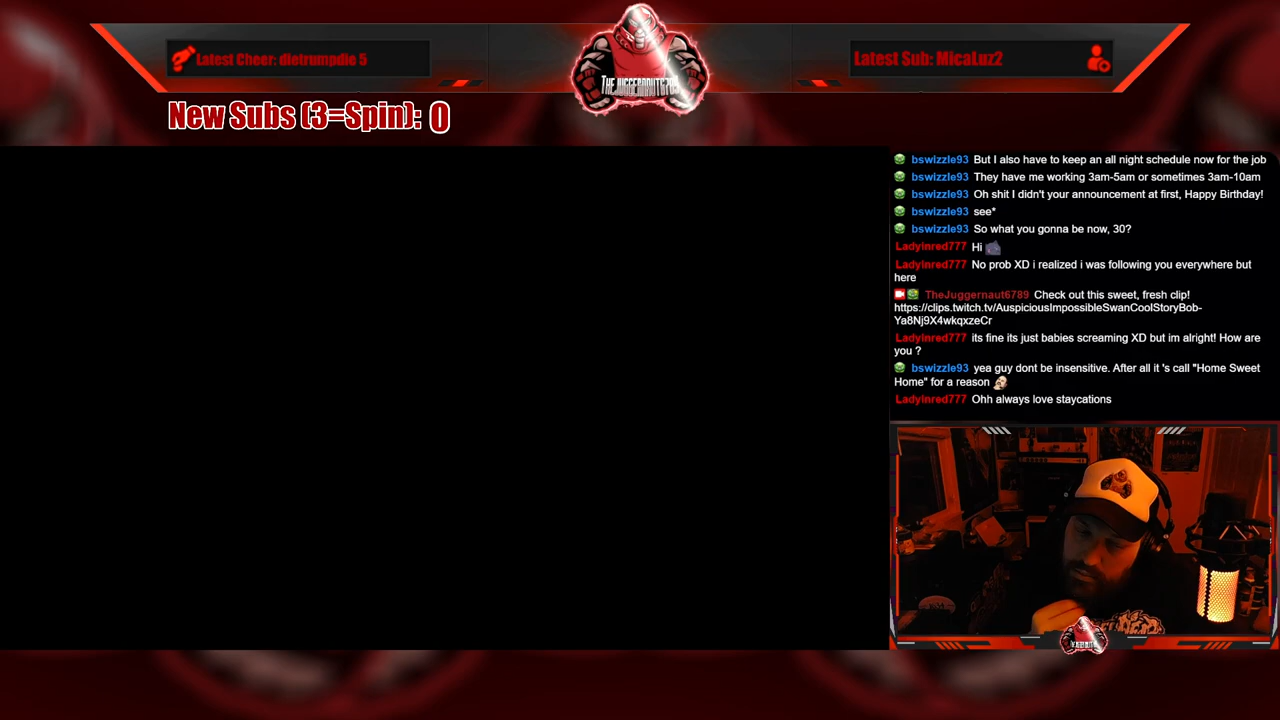 Latest Cheer: dietrumpdie 5
THEJUGGERNAUT6789
Latest Sub: MicaLuz2
New Subs (3=Spin): 0
bswizzle93 But I also have to keep an all night schedule now for the job
bswizzle93 They have me working 3am-5am or sometimes 3am-10am
bswizzle93 Oh shit I didn't your announcement at first, Happy Birthday!
bswizzle93 see*
bswizzle93 So what you gonna be now, 30?
LadyInred777 Hi
LadyInred777 No prob XD i realized i was following you everywhere but
here
TheJuggernaut6789 Check out this sweet, fresh clip!
https://clips.twitch.tv/AuspiciousImpossibleSwanCoolStoryBob-
Ya8Nj9X4wkqxzeCr
LadyInred777 its fine its just babies screaming XD but im alright! How are
you ?
bswizzle93 yea guy dont be insensitive. After all it 's call "Home Sweet
Home" for a reason
LadyInred777 Ohh always love staycations